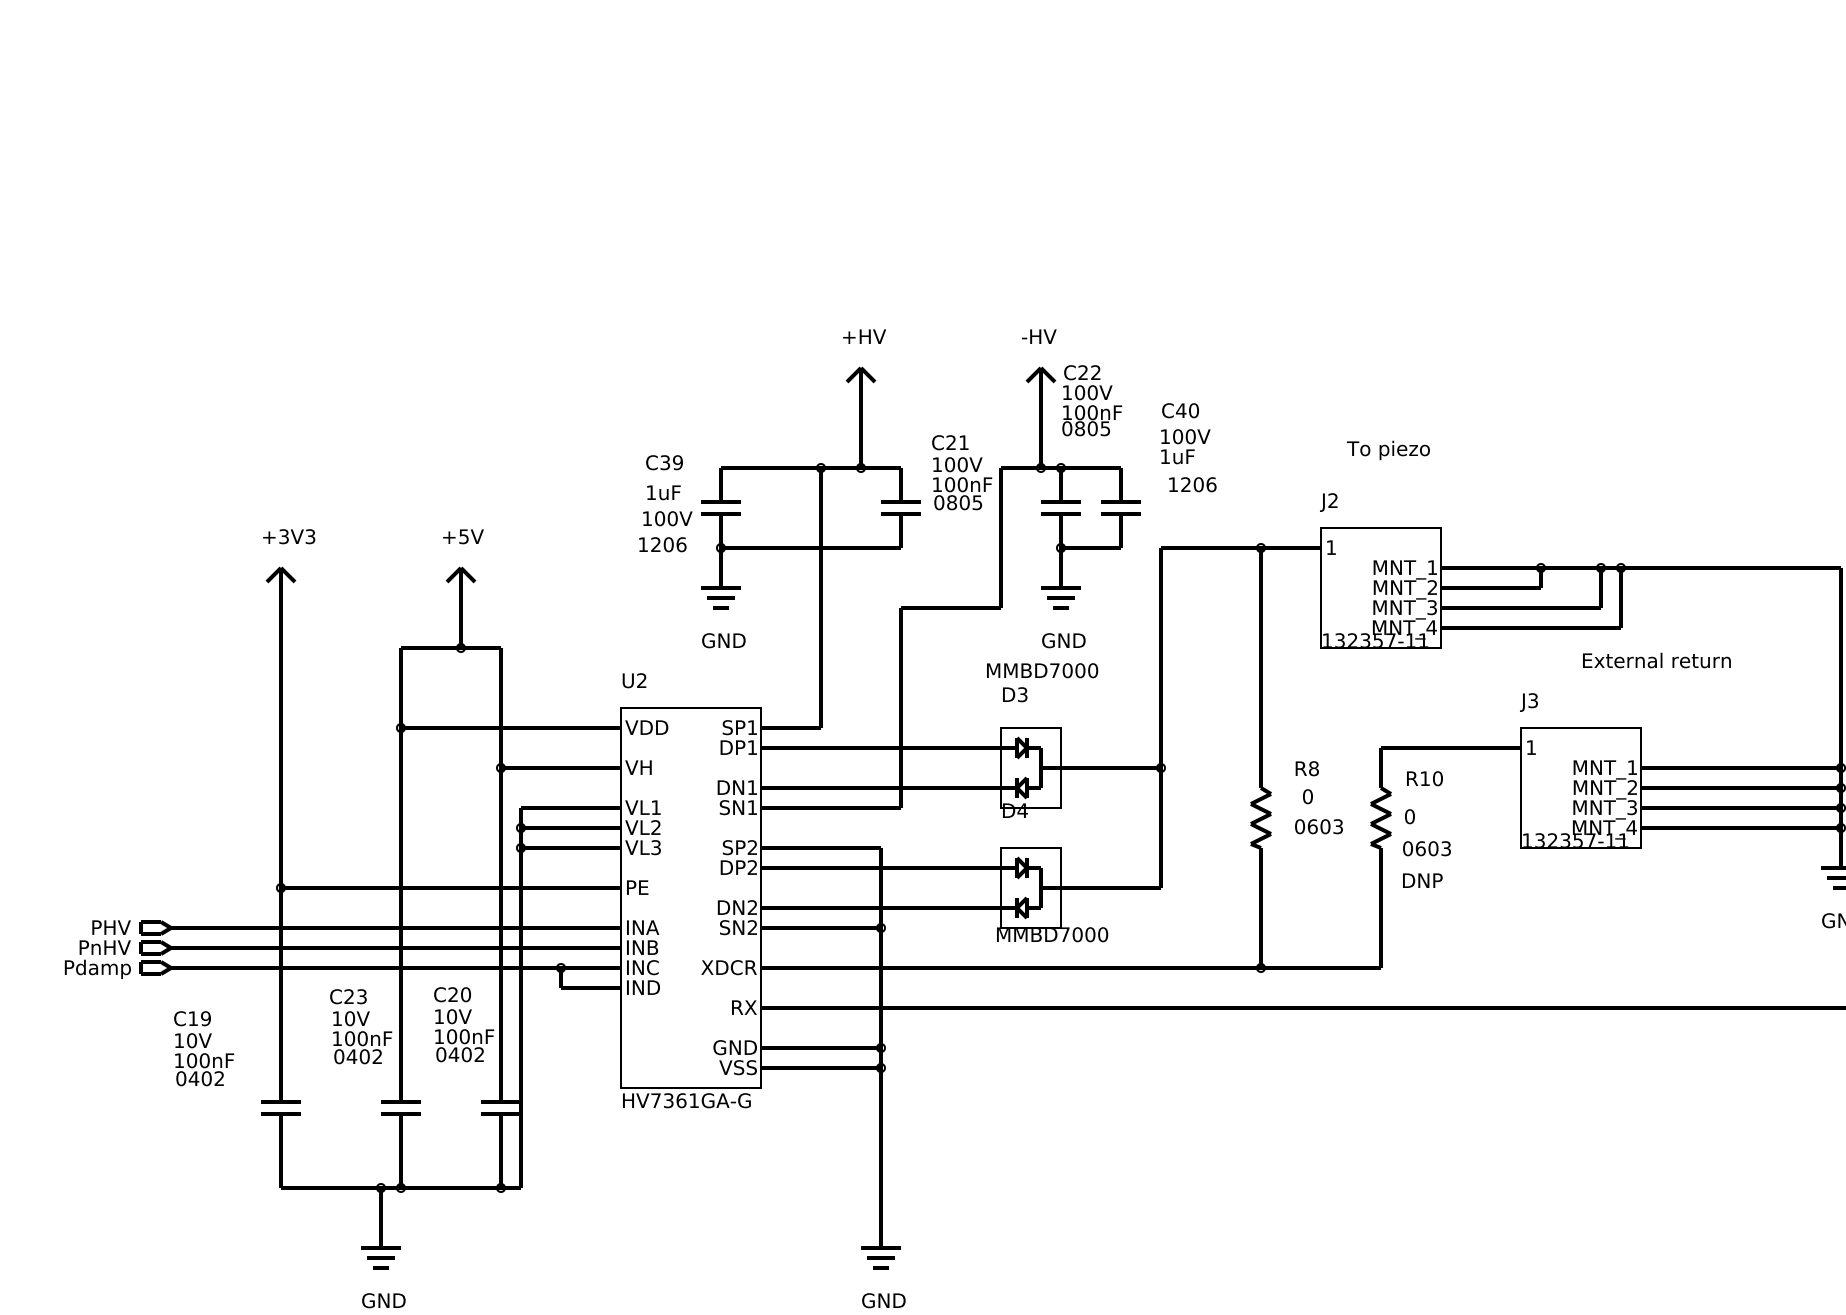 +HV
-HV
C22
100V
100nF
0805
C40
100V
1uF
1206
To piezo
C39
1uF
100V
1206
C21
100V
100nF
0805
J2
1
MNT_1
MNT_2
MNT_3
MNT_4
132357-11
+3V3
+5V
GND
GND
MMBD7000
D3
External return
U2
J3
1
MNT_1
MNT_2
MNT_3
MNT_4
132357-11
VDD
VH
VL1
VL2
VL3
PE
INA
INB
INC
IND
SP1
DP1
DN1
SN1
SP2
DP2
DN2
SN2
XDCR
RX
GND
VSS
HV7361GA-G
D4
MMBD7000
R8
0
0603
R10
0
0603
DNP
PHV
PnHV
Pdamp
C19
10V
100nF
0402
C23
10V
100nF
0402
C20
10V
100nF
0402
GND
GND